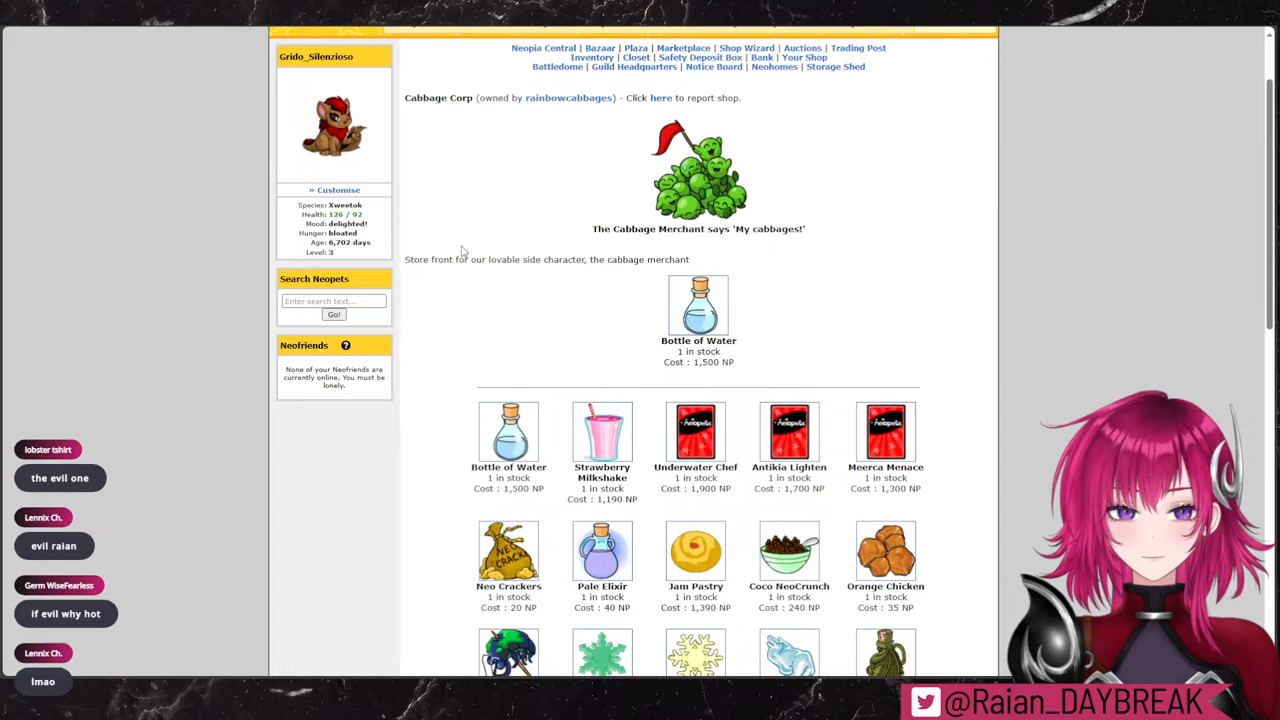 Neopia Central | Bazaar | Plaza | Marketplace | Shop Wizard | Auctions | Trading Post
Inventory | Closet | Safety Deposit Box | Bank | Your Shop
Battledome | Guild Headquarters | Notice Board | Neohomes | Storage Shed
Grido_Silenzioso
» Customise
Species: Xweetok
Health: 126 / 92
Mood: delighted!
Hunger: bloated
Age: 6,702 days
Level: 3
Search Neopets
Enter search text...
Go!
Neofriends ?
None of your Neofriends are
currently online. You must be
lonely.
Cabbage Corp (owned by rainbowcabbages) - Click here to report shop.
The Cabbage Merchant says 'My cabbages!'
Store front for our lovable side character, the cabbage merchant
Bottle of Water
1 in stock
Cost : 1,500 NP
Bottle of Water
1 in stock
Cost : 1,500 NP
Strawberry
Milkshake
1 in stock
Cost : 1,190 NP
Neopets
Underwater Chef
1 in stock
Cost : 1,900 NP
Neopets
Antikia Lighten
1 in stock
Cost : 1,700 NP
Neopets
Meerca Menace
1 in stock
Cost : 1,300 NP
NEO
CRACK
Neo Crackers
1 in stock
Cost : 20 NP
Pale Elixir
1 in stock
Cost : 40 NP
Jam Pastry
1 in stock
Cost : 1,390 NP
Coco NeoCrunch
1 in stock
Cost : 240 NP
Orange Chicken
1 in stock
Cost : 35 NP
lobster tshirt
the evil one
Lennix Ch.
evil raian
Germ WiseFearless
if evil why hot
Lennix Ch.
lmao
@Raian_DAYBREAK